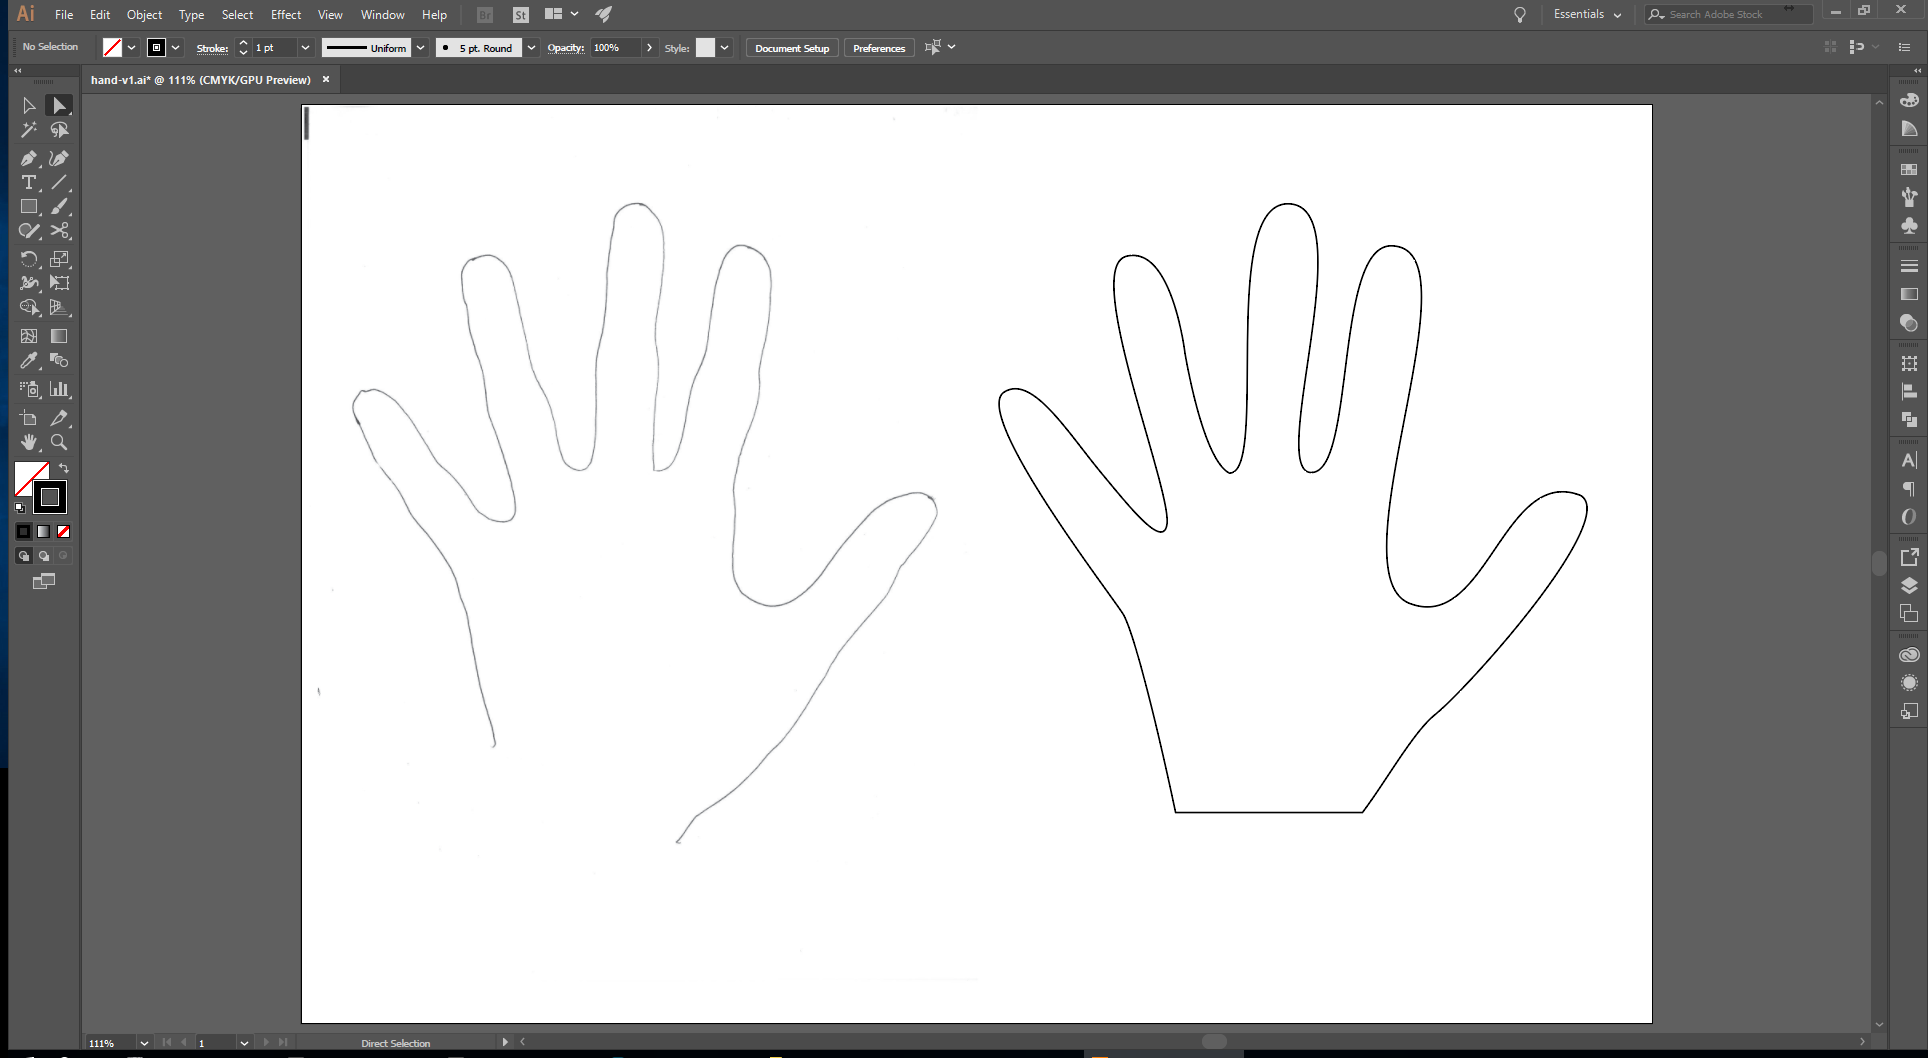 Ai File Edit Object Type Select Effect View Window Help Br St Essentials Search Adobe Stock
No Selection Stroke: 1 pt Uniform 5 pt. Round Opacity: 100% Style: Document Setup Preferences
hand-v1.ai* @ 111% (CMYK/GPU Preview) ×
111% 1 Direct Selection